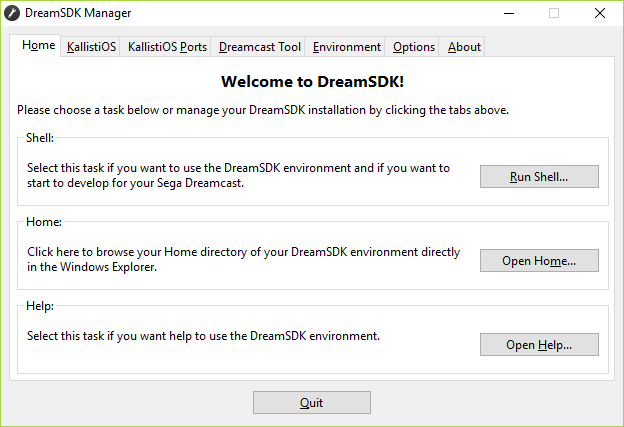 DreamSDK Manager
Home KallistiOS KallistiOS Ports Dreamcast Tool Environment Options About
Welcome to DreamSDK!
Please choose a task below or manage your DreamSDK installation by clicking the tabs above.
Shell:
Select this task if you want to use the DreamSDK environment and if you want to
start to develop for your Sega Dreamcast.
Run Shell...
Home:
Click here to browse your Home directory of your DreamSDK environment directly
in the Windows Explorer.
Open Home...
Help:
Select this task if you want help to use the DreamSDK environment.
Open Help...
Quit